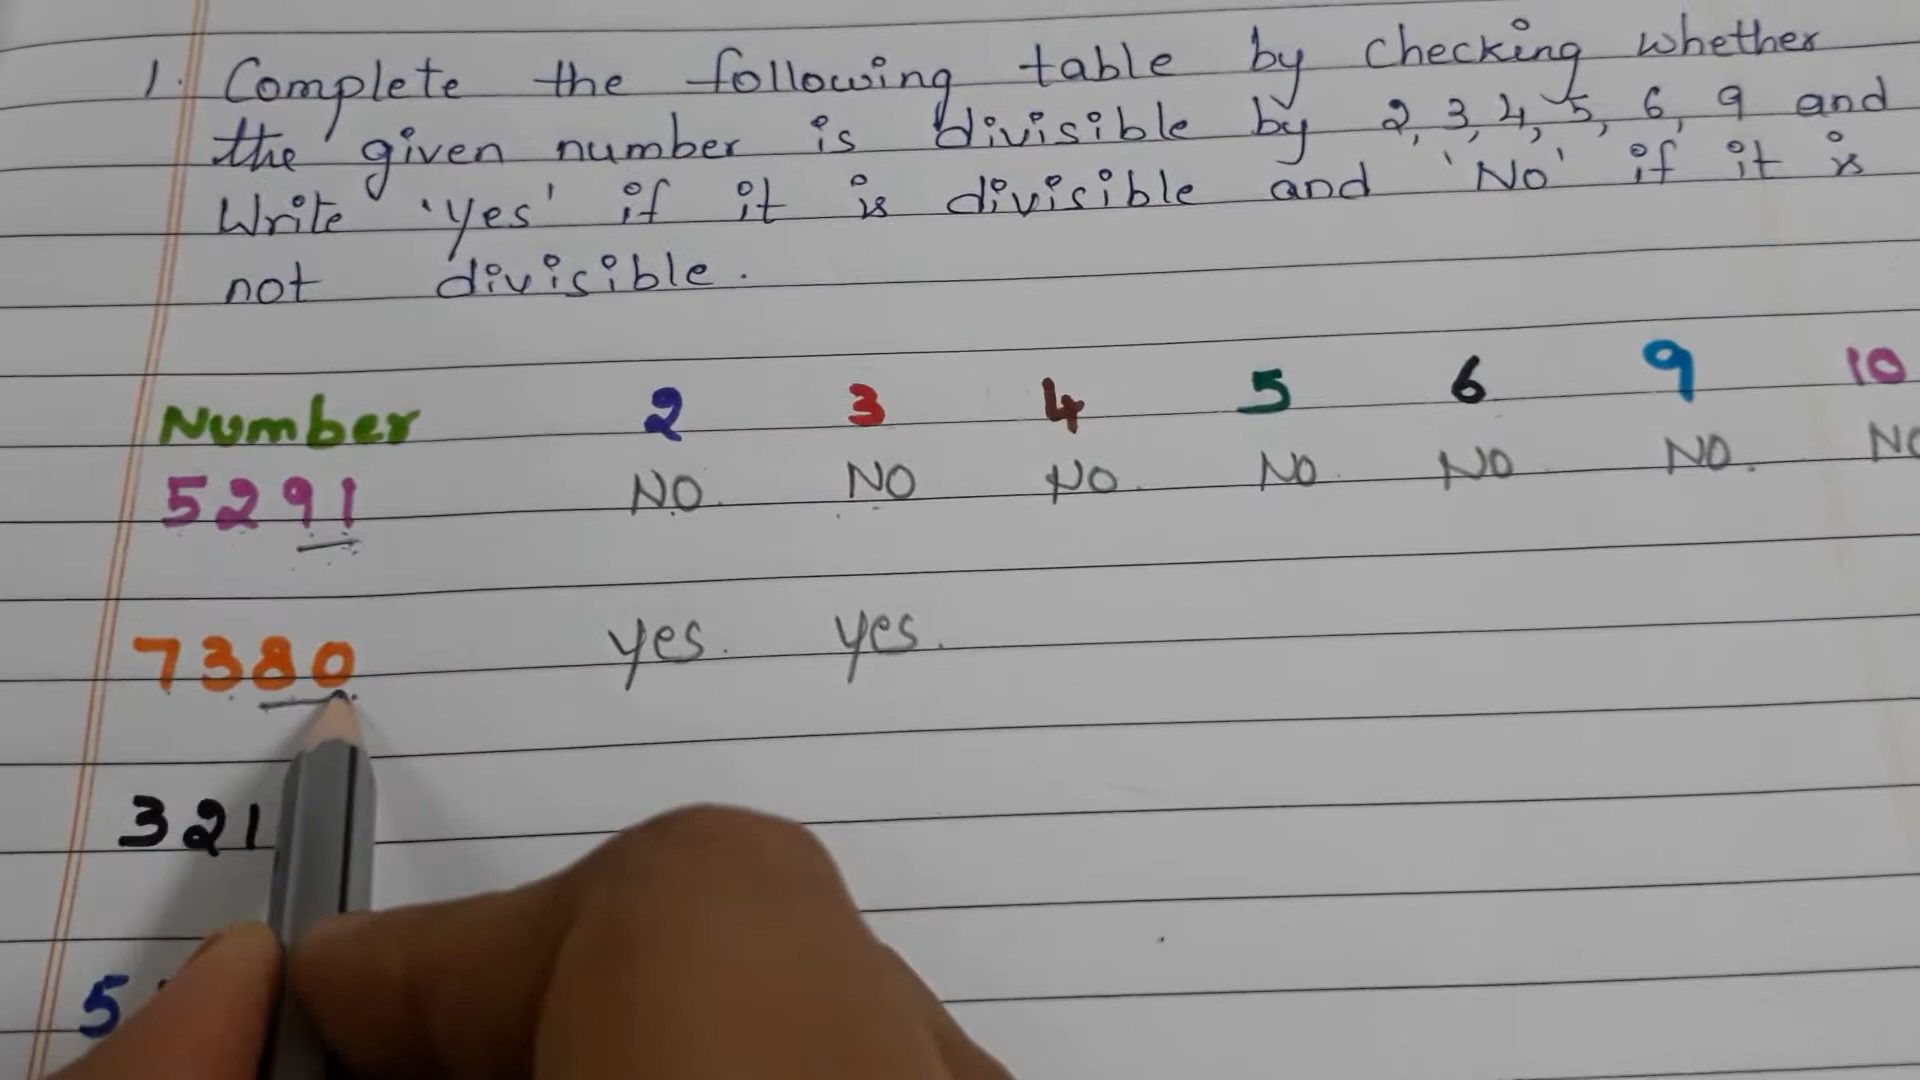 1. Complete the following table by checking whether
the given number is divisible by 2, 3, 4, 5, 6, 9 and
Write 'yes' if it is divisible and 'No' if it is
not divisible.
Number 2 3 4 5 6 9 10
5291 NO. NO NO. NO. NO NO.
7380 yes. yes.
321
5